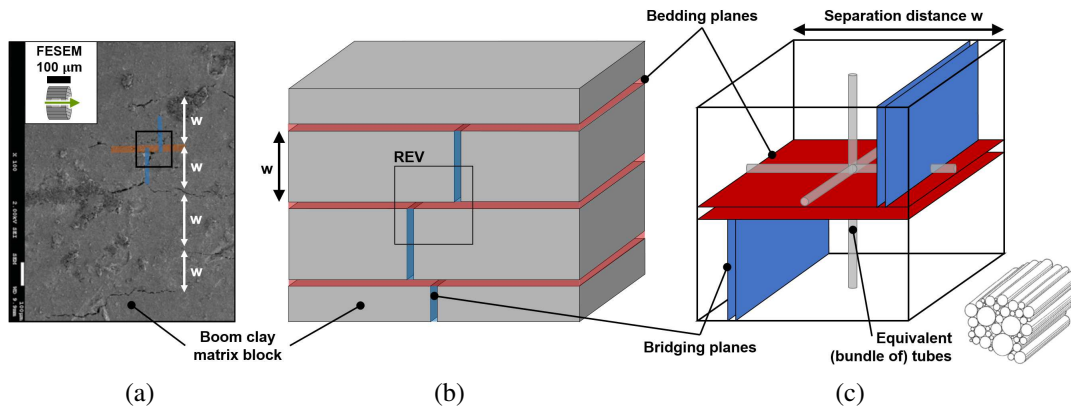 FESEM
100 μm
w
w
w
w
Boom clay
matrix block
(a)
w
REV
(b)
Bedding planes
Bridging planes
Separation distance w
Equivalent
(bundle of) tubes
(c)